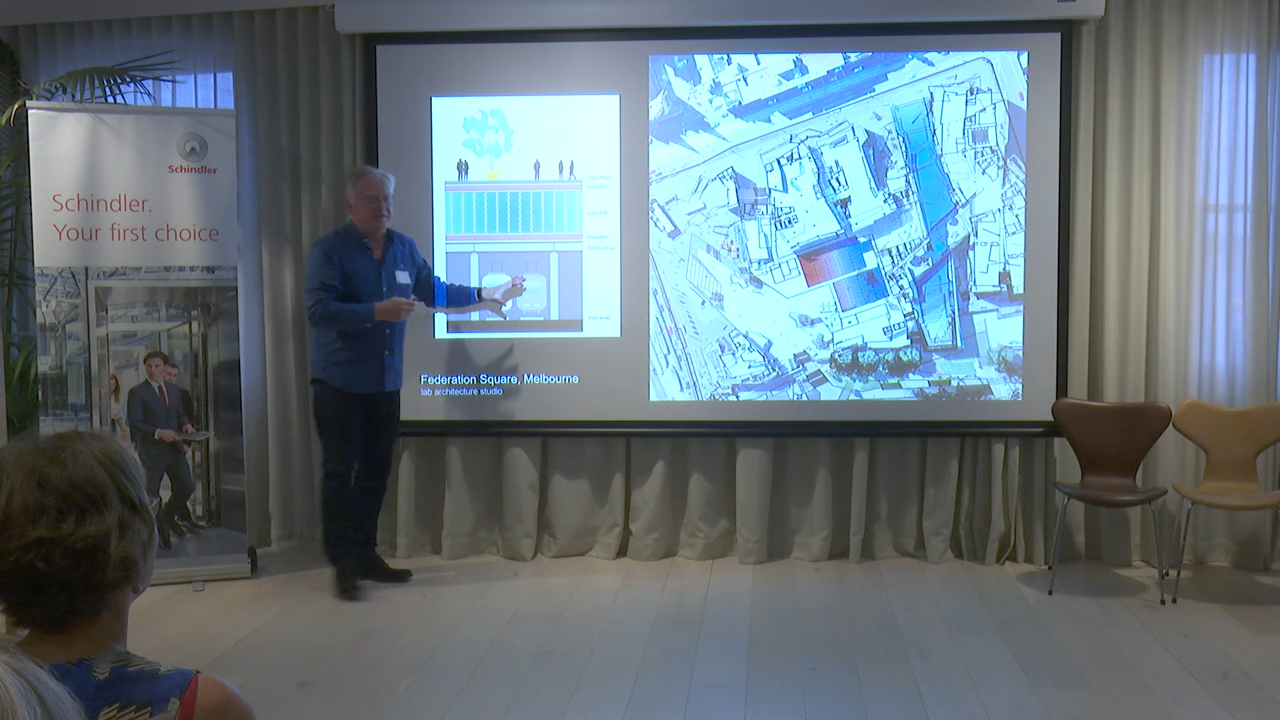 Schindler
Schindler.
Your first choice
Federation Square, Melbourne
lab architecture studio